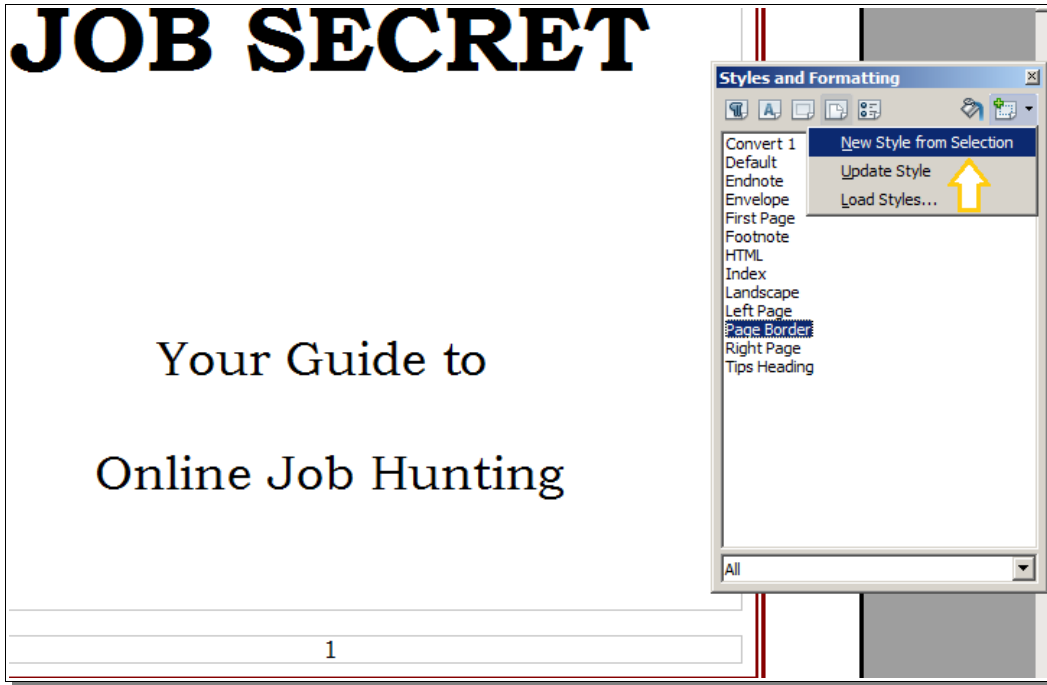 JOB SECRET
Styles and Formatting
New Style from Selection
Update Style
Load Styles...
Convert 1
Default
Endnote
Envelope
First Page
Footnote
HTML
Index
Landscape
Left Page
Page Border
Right Page
Tips Heading
All
Your Guide to
Online Job Hunting
1